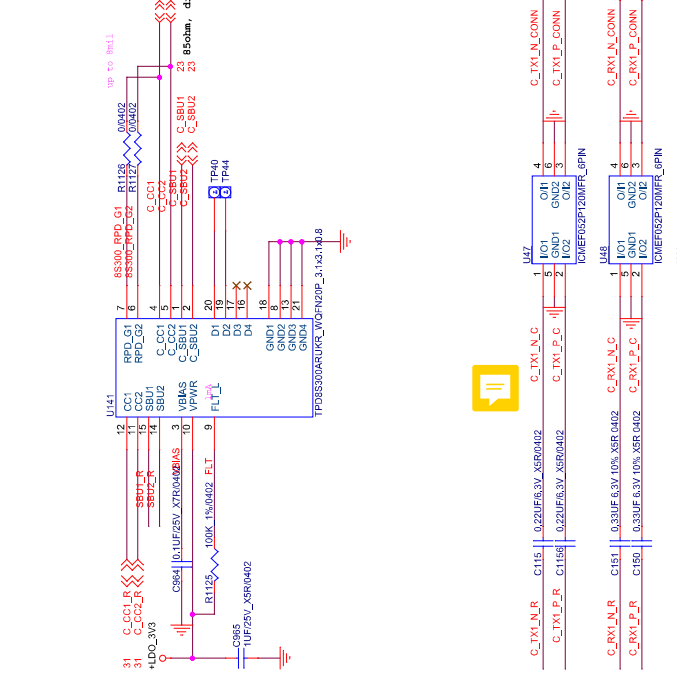 up to 8mil
85ohm, d
23
23
C_SBU1
C_SBU2
0/0402
0/0402
R1126
R1127
8S300_RPD_G1
8S300_RPD_G2
C_CC1
C_CC2
C_SBU1
C_SBU2
TP40
TP44
7
6
4
5
1
2
20
19
17
16
18
8
13
21
RPD_G1
RPD_G2
C_CC1
C_CC2
C_SBU1
C_SBU2
D1
D2
D3
D4
GND1
GND2
GND3
GND4
U141
TPD8S300ARUKR_WQFN20P_3.1x3.1x0.8
CC1
CC2
SBU1
SBU2
VBIAS
VPWR
FLT_L
1mA
12
11
15
14
3
10
9
SBU1_R
SBU2_R
VBIAS
FLT
C964
0.1UF/25V_X7R/0402
R1125
100K_1%/0402
C_CC1_R
C_CC2_R
31
31
+LDO_3V3
C965
1UF/25V_X5R/0402
C_TX1_N_CONN
C_TX1_P_CONN
C_RX1_N_CONN
C_RX1_P_CONN
4
6
3
4
6
3
O/I1
GND2
O/I2
I/O1
GND1
I/O2
U47
ICMEF052P120MFR_6PIN
O/I1
GND2
O/I2
I/O1
GND1
I/O2
U48
ICMEF052P120MFR_6PIN
1
5
2
1
5
2
C_TX1_N_C
C_TX1_P_C
C_RX1_N_C
C_RX1_P_C
0.22UF/6.3V_X5R/0402
0.22UF/6.3V_X5R/0402
0.33UF 6.3V 10% X5R 0402
0.33UF 6.3V 10% X5R 0402
C115
C1156
C151
C150
C_TX1_N_R
C_TX1_P_R
C_RX1_N_R
C_RX1_P_R